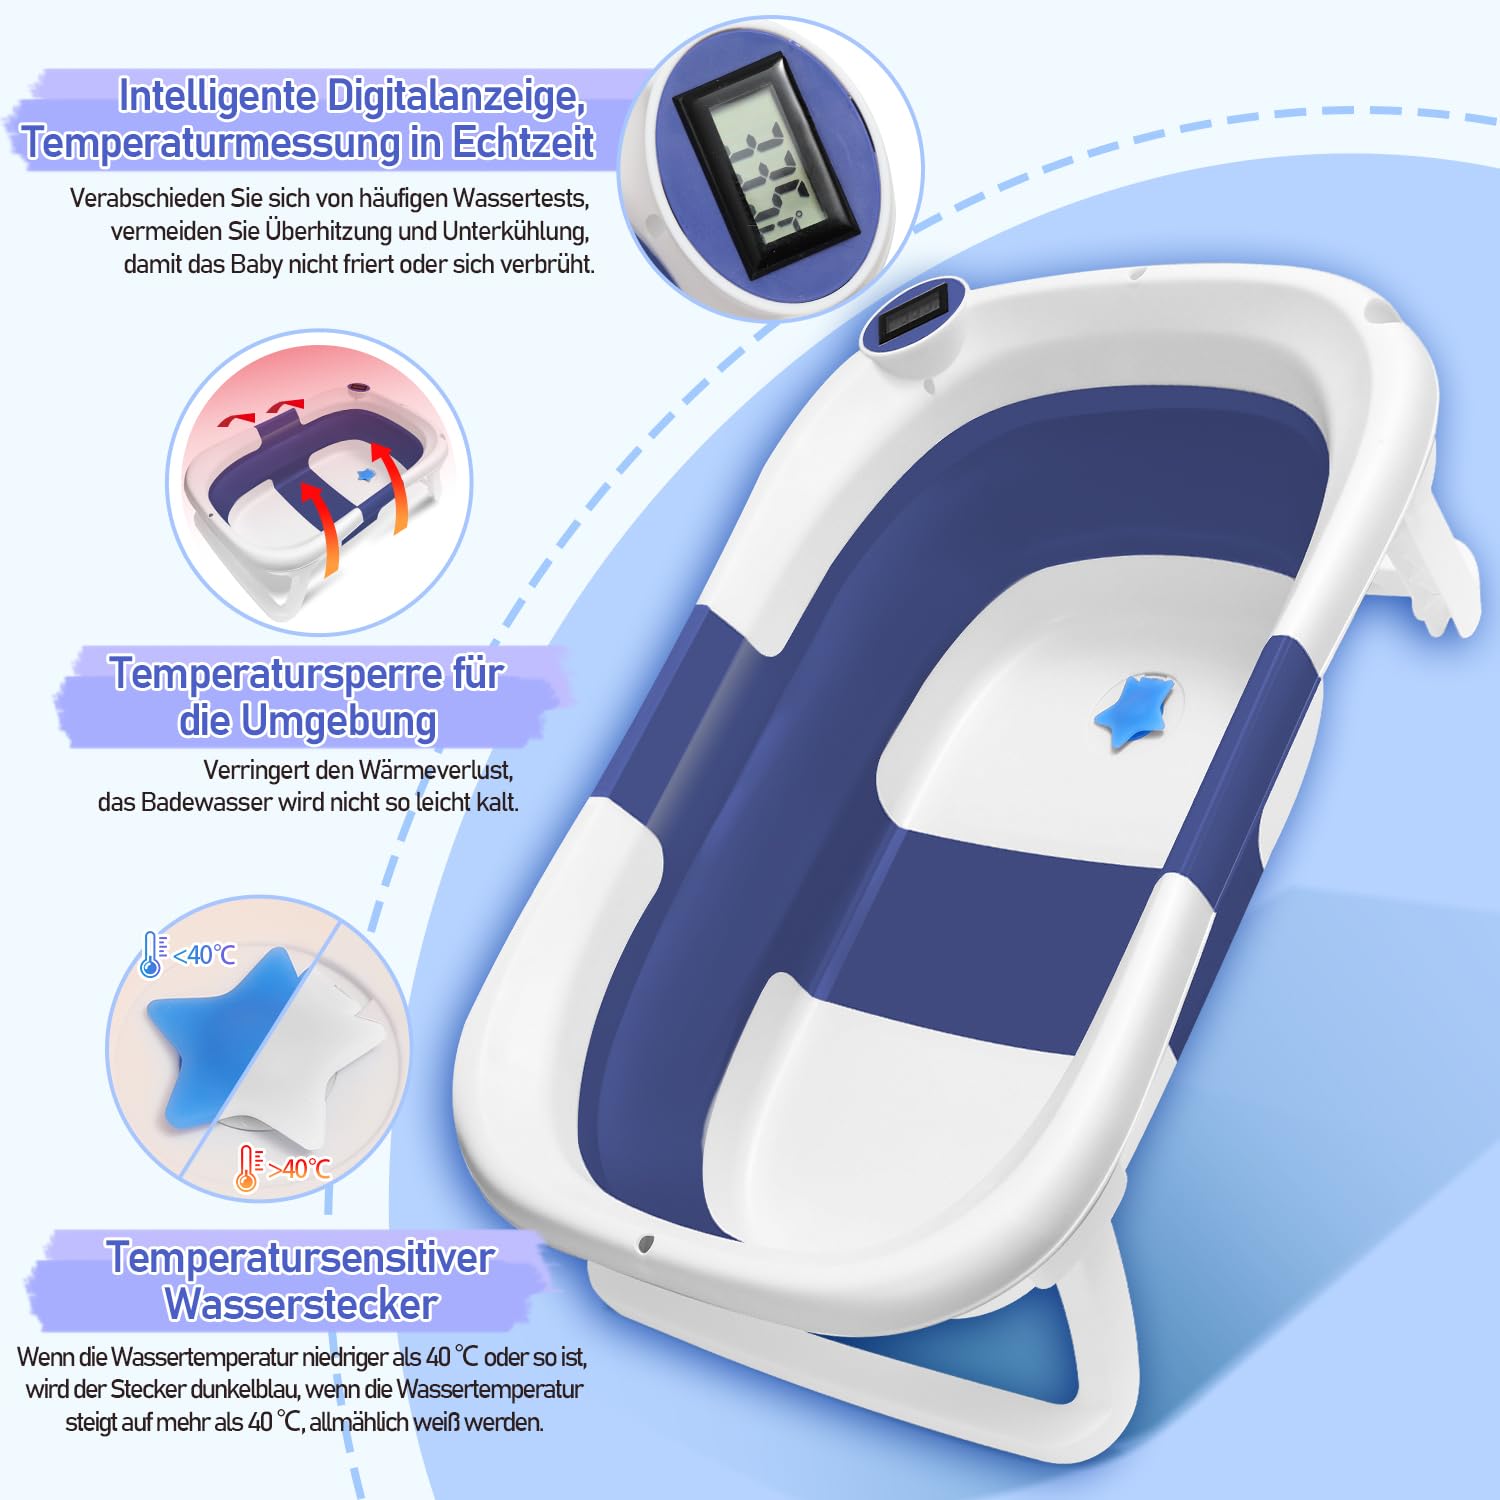 Intelligente Digitalanzeige,
Temperaturmessung in Echtzeit
Verabschieden Sie sich von häufigen Wassertests,
vermeiden Sie Überhitzung und Unterkühlung,
damit das Baby nicht friert oder sich verbrüht.
Temperatursperre für
die Umgebung
Verringert den Wärmeverlust,
das Badewasser wird nicht so leicht kalt.
<40℃
>40℃
Temperatursensitiver
Wasserstecker
Wenn die Wassertemperatur niedriger als 40 ℃ oder so ist,
wird der Stecker dunkelblau, wenn die Wassertemperatur
steigt auf mehr als 40 ℃, allmählich weiß werden.